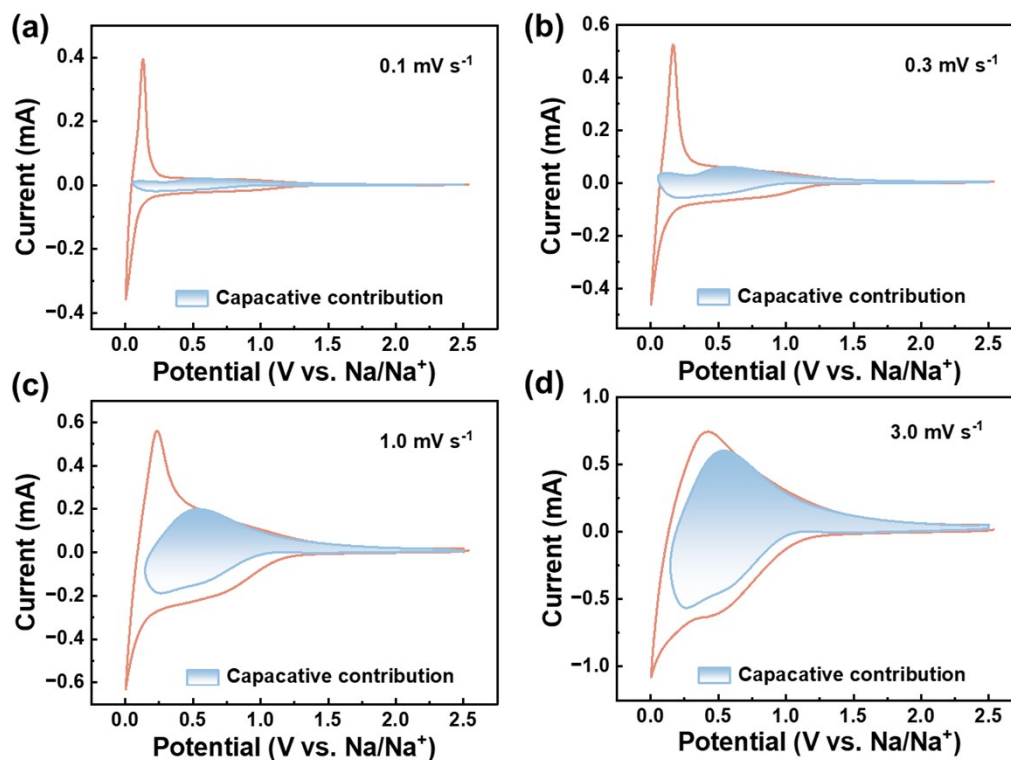 (a)
0.1 mV s⁻¹
0.4
0.2
0.0
−0.2
−0.4
Current (mA)
Capacative contribution
0.0 0.5 1.0 1.5 2.0 2.5
Potential (V vs. Na/Na⁺)
(b)
0.3 mV s⁻¹
0.6
0.4
0.2
0.0
−0.2
−0.4
Current (mA)
Capacative contribution
0.0 0.5 1.0 1.5 2.0 2.5
Potential (V vs. Na/Na⁺)
(c)
1.0 mV s⁻¹
0.6
0.4
0.2
0.0
−0.2
−0.4
−0.6
Current (mA)
Capacative contribution
0.0 0.5 1.0 1.5 2.0 2.5
Potential (V vs. Na/Na⁺)
(d)
3.0 mV s⁻¹
1.0
0.5
0.0
−0.5
−1.0
Current (mA)
Capacative contribution
0.0 0.5 1.0 1.5 2.0 2.5
Potential (V vs. Na/Na⁺)